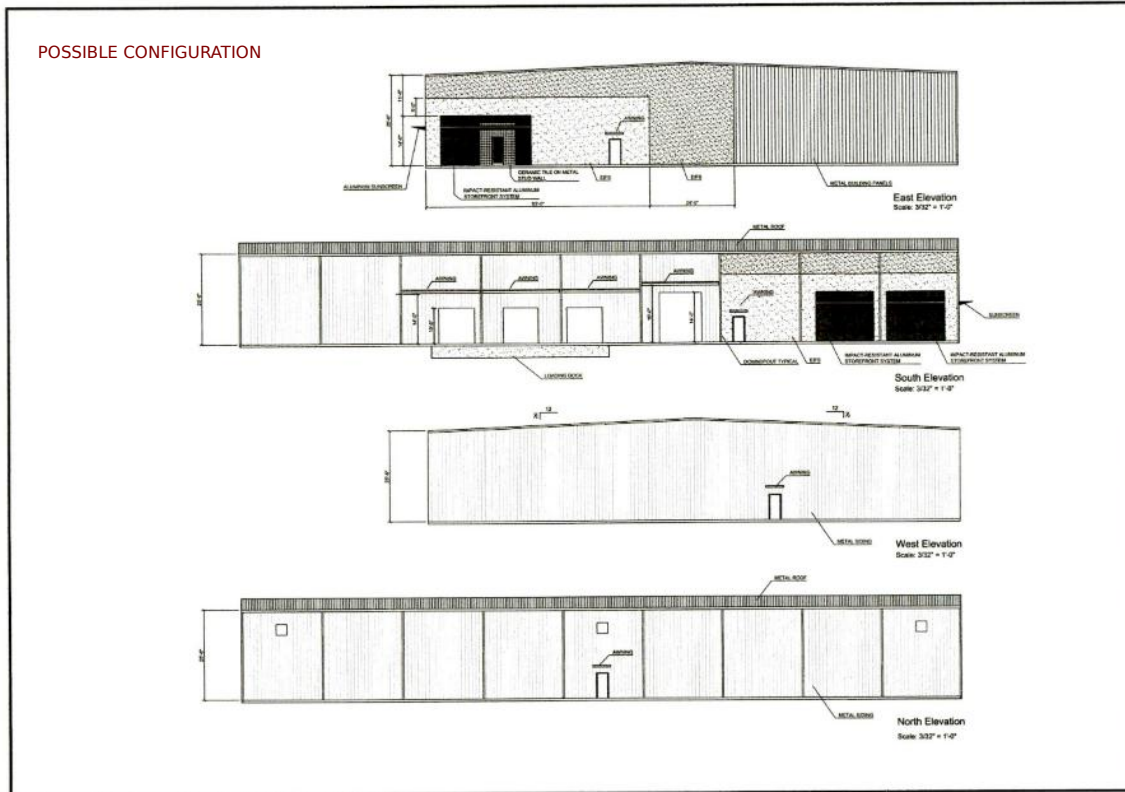 POSSIBLE CONFIGURATION
AWNING
CERAMIC TILE ON METAL
STUD WALL
EIFS
EIFS
METAL BUILDING PANELS
ALUMINUM SUNSCREEN
IMPACT-RESISTANT ALUMINUM
STOREFRONT SYSTEM
East Elevation
Scale: 3/32" = 1'-0"
METAL ROOF
AWNING
AWNING
AWNING
AWNING
AWNING
SUNSCREEN
DOWNSPOUT TYPICAL
EIFS
IMPACT-RESISTANT ALUMINUM
STOREFRONT SYSTEM
IMPACT-RESISTANT ALUMINUM
STOREFRONT SYSTEM
LOADING DOCK
South Elevation
Scale: 3/32" = 1'-0"
12
12
AWNING
METAL SIDING
West Elevation
Scale: 3/32" = 1'-0"
METAL ROOF
AWNING
METAL SIDING
North Elevation
Scale: 3/32" = 1'-0"